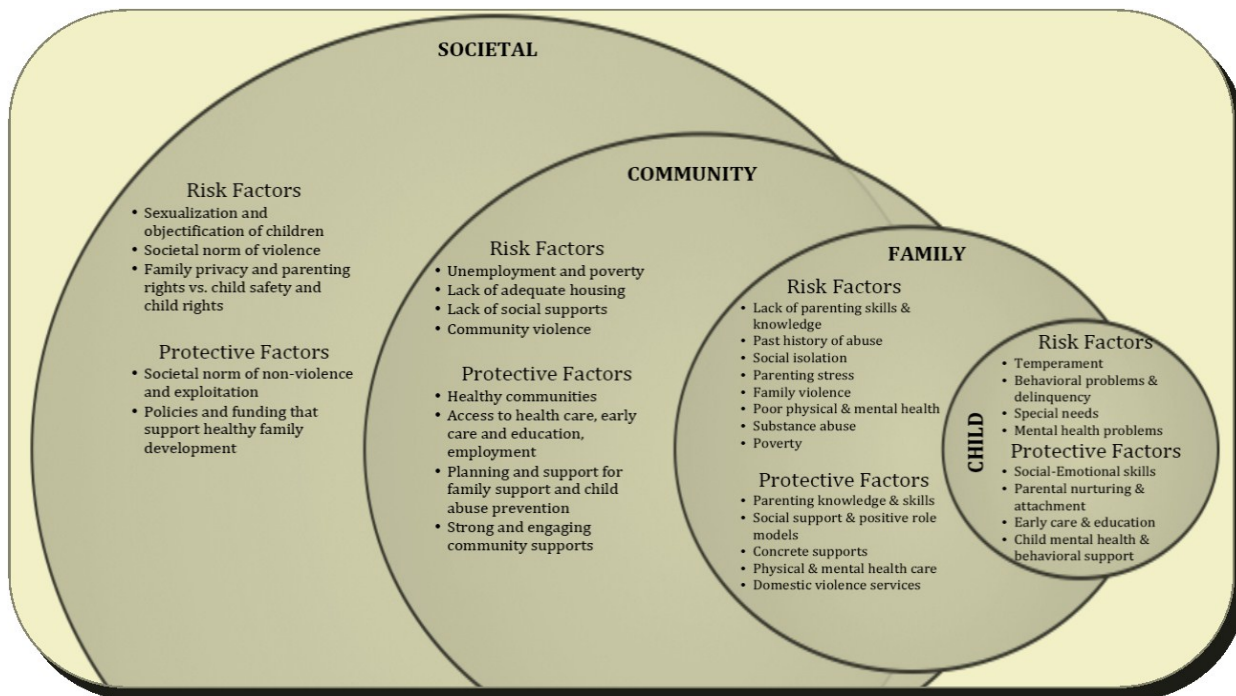 SOCIETAL
Risk Factors
• Sexualization and
objectification of children
• Societal norm of violence
• Family privacy and parenting
rights vs. child safety and
child rights
Protective Factors
• Societal norm of non-violence
and exploitation
• Policies and funding that
support healthy family
development
COMMUNITY
Risk Factors
• Unemployment and poverty
• Lack of adequate housing
• Lack of social supports
• Community violence
Protective Factors
• Healthy communities
• Access to health care, early
care and education,
employment
• Planning and support for
family support and child
abuse prevention
• Strong and engaging
community supports
FAMILY
Risk Factors
• Lack of parenting skills &
knowledge
• Past history of abuse
• Social isolation
• Parenting stress
• Family violence
• Poor physical & mental health
• Substance abuse
• Poverty
Protective Factors
• Parenting knowledge & skills
• Social support & positive role
models
• Concrete supports
• Physical & mental health care
• Domestic violence services
CHILD
Risk Factors
• Temperament
• Behavioral problems &
delinquency
• Special needs
• Mental health problems
Protective Factors
• Social-Emotional skills
• Parental nurturing &
attachment
• Early care & education
• Child mental health &
behavioral support